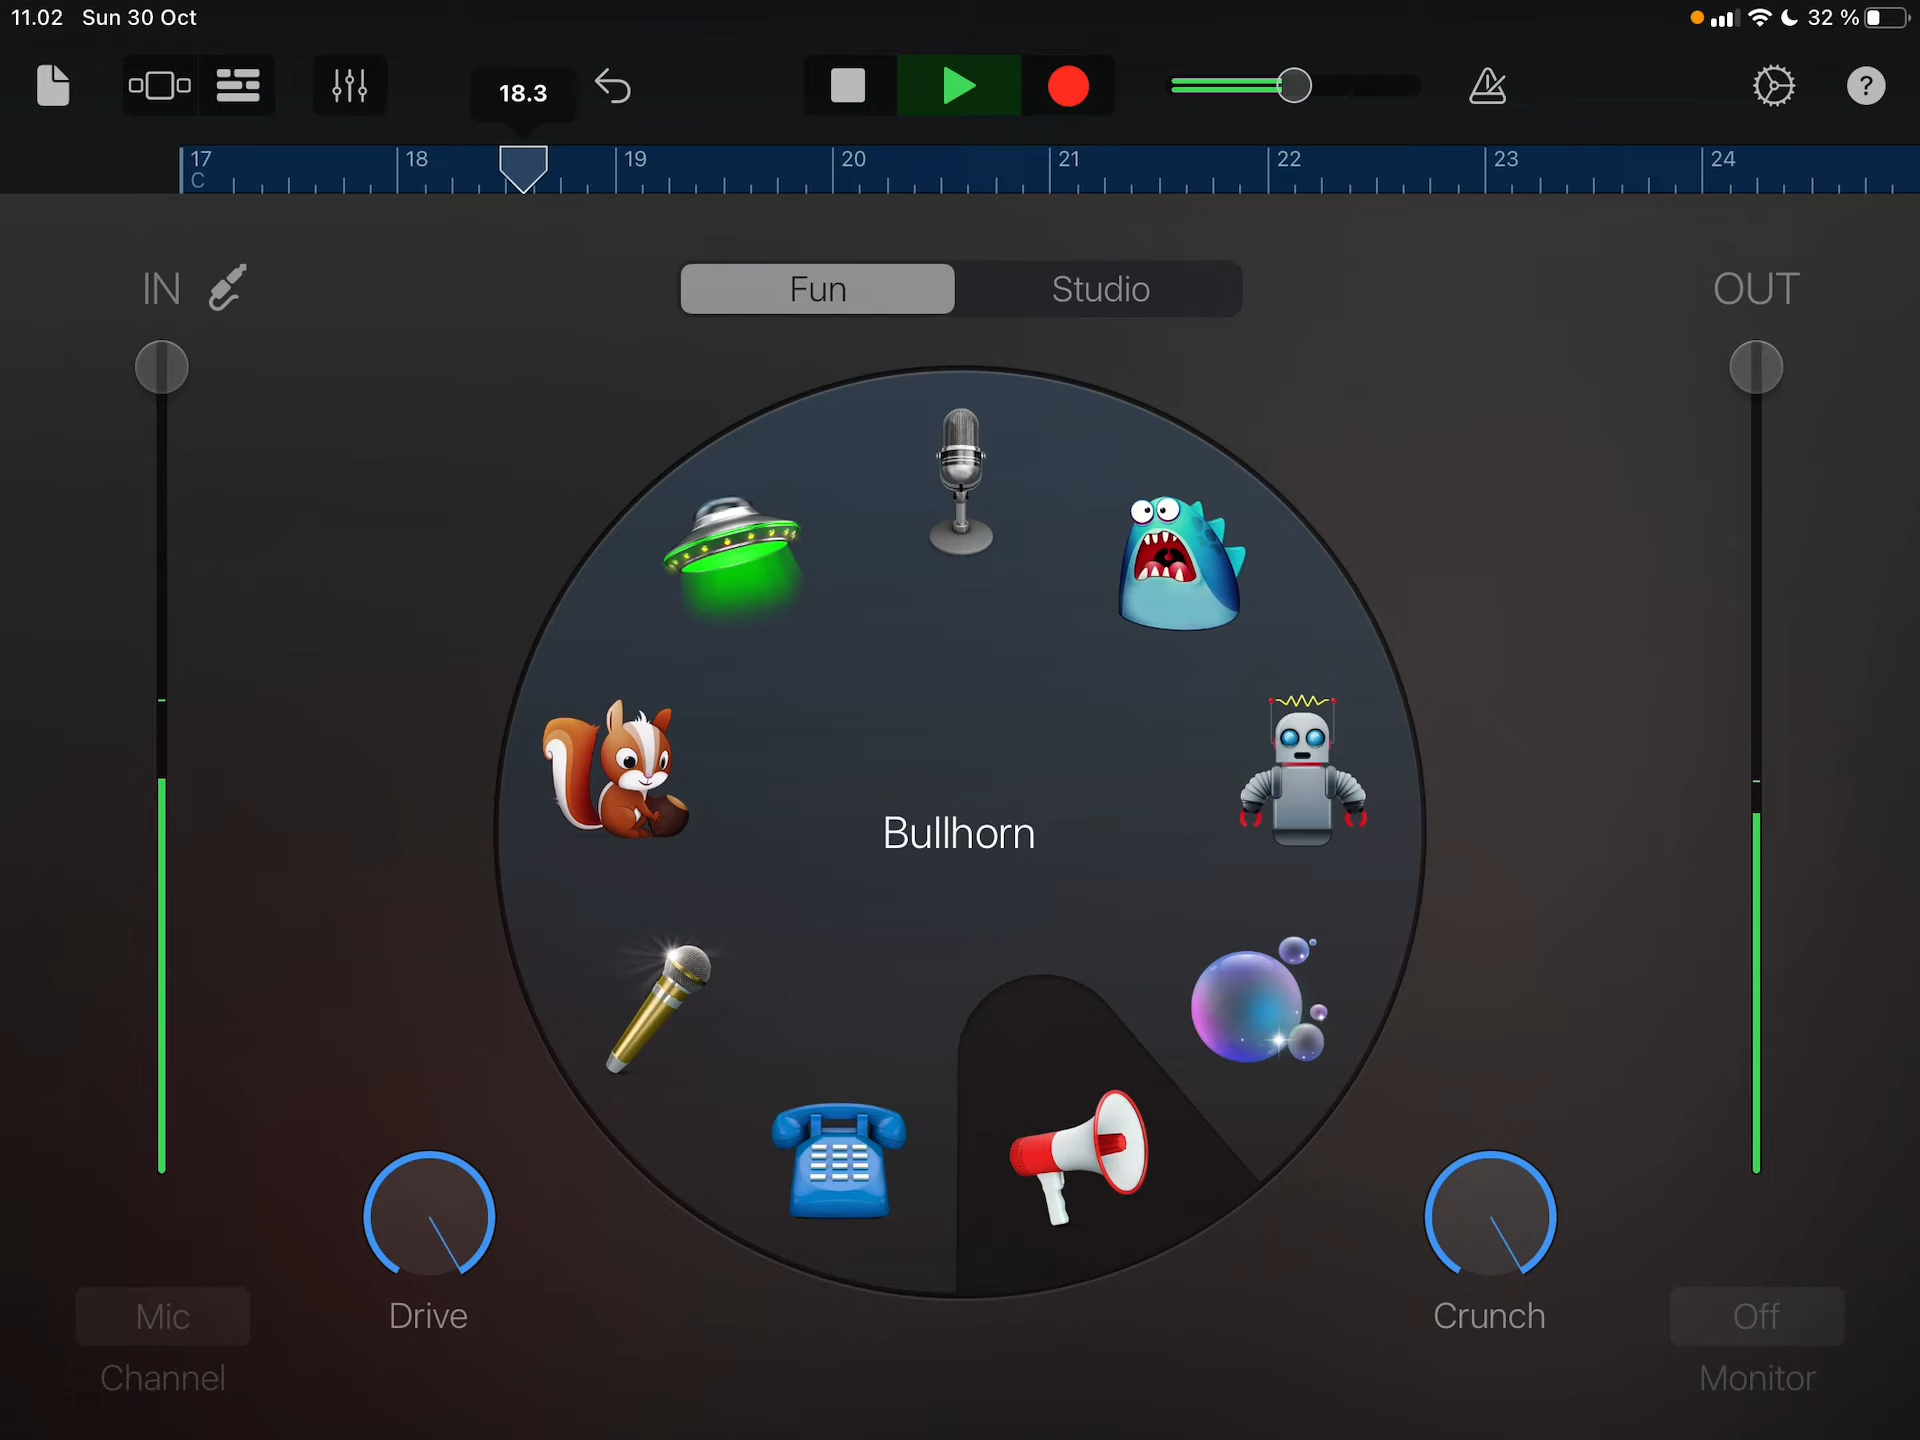 11.02 Sun 30 Oct
32 %
18.3
?
17 18 19 20 21 22 23 24
C
IN
Fun Studio
OUT
Bullhorn
Drive
Crunch
Mic
Off
Channel
Monitor